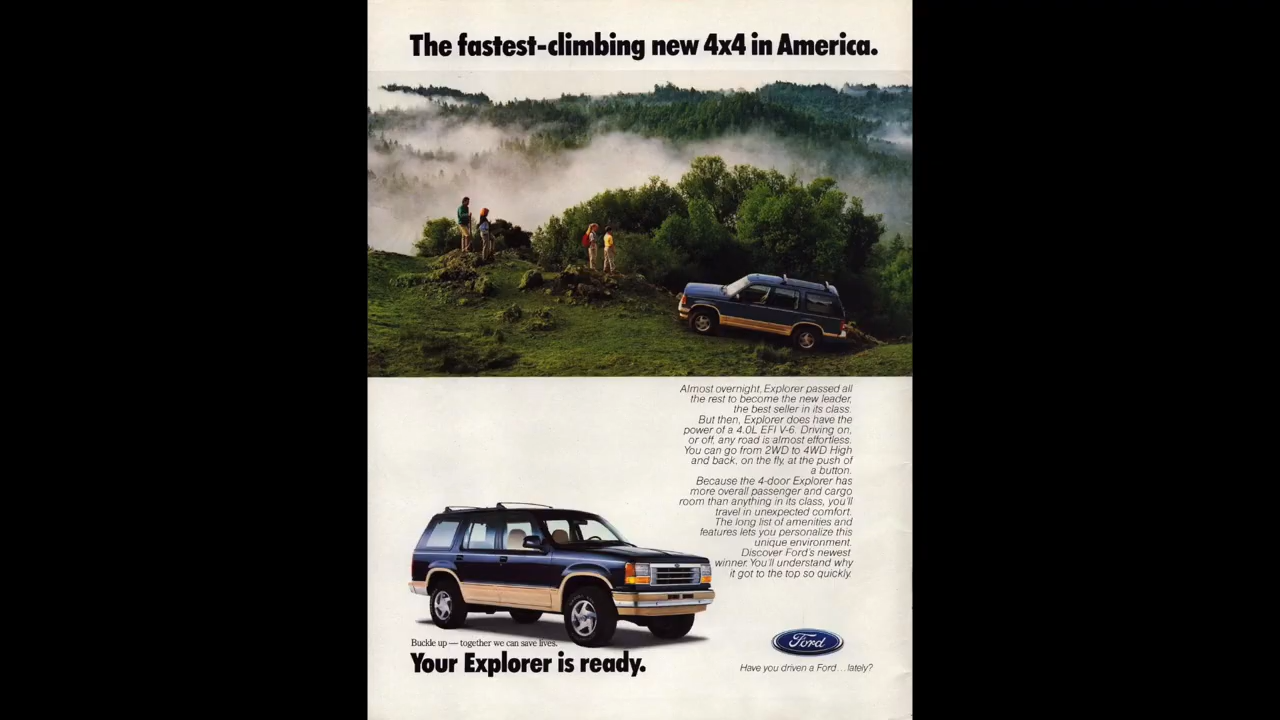 The fastest-climbing new 4x4 in America.
Almost overnight, Explorer passed all
the rest to become the new leader,
the best seller in its class.
But then, Explorer does have the
power of a 4.0L EFI V-6. Driving on,
or off, any road is almost effortless.
You can go from 2WD to 4WD High
and back, on the fly, at the push of
a button.
Because the 4-door Explorer has
more overall passenger and cargo
room than anything in its class, you'll
travel in unexpected comfort.
The long list of amenities and
features lets you personalize this
unique environment.
Discover Ford's newest
winner. You'll understand why
it got to the top so quickly.
Buckle up — together we can save lives.
Your Explorer is ready.
Ford
Have you driven a Ford...lately?